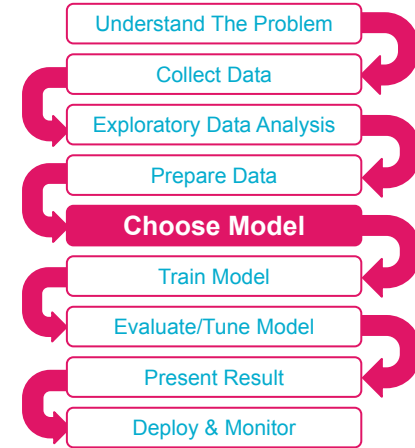 Understand The Problem
Collect Data
Exploratory Data Analysis
Prepare Data
Choose Model
Train Model
Evaluate/Tune Model
Present Result
Deploy & Monitor